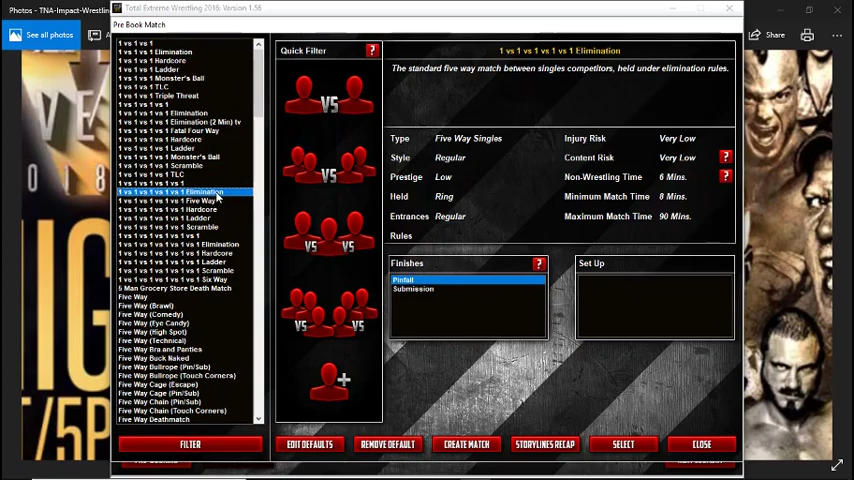 Photos - TNA-Impact-Wrestlin
Total Extreme Wrestling 2016: Version 1.56
See all photos
Share
Pre Book Match
1 vs 1 vs 1
1 vs 1 vs 1 Elimination
1 vs 1 vs 1 Hardcore
1 vs 1 vs 1 Ladder
1 vs 1 vs 1 Monster's Ball
1 vs 1 vs 1 TLC
1 vs 1 vs 1 Triple Threat
1 vs 1 vs 1 vs 1
1 vs 1 vs 1 vs 1 Elimination
1 vs 1 vs 1 vs 1 Elimination (2 Min) tv
1 vs 1 vs 1 vs 1 Fatal Four Way
1 vs 1 vs 1 vs 1 Hardcore
1 vs 1 vs 1 vs 1 Ladder
1 vs 1 vs 1 vs 1 Monster's Ball
1 vs 1 vs 1 vs 1 Scramble
1 vs 1 vs 1 vs 1 TLC
1 vs 1 vs 1 vs 1 vs 1
1 vs 1 vs 1 vs 1 vs 1 Elimination
1 vs 1 vs 1 vs 1 vs 1 Five Way
1 vs 1 vs 1 vs 1 vs 1 Hardcore
1 vs 1 vs 1 vs 1 vs 1 Ladder
1 vs 1 vs 1 vs 1 vs 1 Scramble
1 vs 1 vs 1 vs 1 vs 1 vs 1
1 vs 1 vs 1 vs 1 vs 1 vs 1 Elimination
1 vs 1 vs 1 vs 1 vs 1 vs 1 Hardcore
1 vs 1 vs 1 vs 1 vs 1 vs 1 Ladder
1 vs 1 vs 1 vs 1 vs 1 vs 1 Scramble
1 vs 1 vs 1 vs 1 vs 1 vs 1 Six Way
5 Man Grocery Store Death Match
Five Way
Five Way (Brawl)
Five Way (Comedy)
Five Way (Eye Candy)
Five Way (High Spot)
Five Way (Technical)
Five Way Bra and Panties
Five Way Buck Naked
Five Way Bullrope (Pin/Sub)
Five Way Bullrope (Touch Corners)
Five Way Cage (Escape)
Five Way Cage (Pin/Sub)
Five Way Chain (Pin/Sub)
Five Way Chain (Touch Corners)
Five Way Deathmatch
FILTER
Quick Filter
?
VS
VS
VS VS
VS VS
+
1 vs 1 vs 1 vs 1 vs 1 Elimination
The standard five way match between singles competitors, held under elimination rules.
Type Five Way Singles
Style Regular
Prestige Low
Held Ring
Entrances Regular
Rules
Injury Risk Very Low
Content Risk Very Low ?
Non-Wrestling Time 6 Mins. ?
Minimum Match Time 8 Mins.
Maximum Match Time 90 Mins.
Finishes ?
Pinfall
Submission
Set Up
EDIT DEFAULTS
REMOVE DEFAULT
CREATE MATCH
STORYLINES RECAP
SELECT
CLOSE